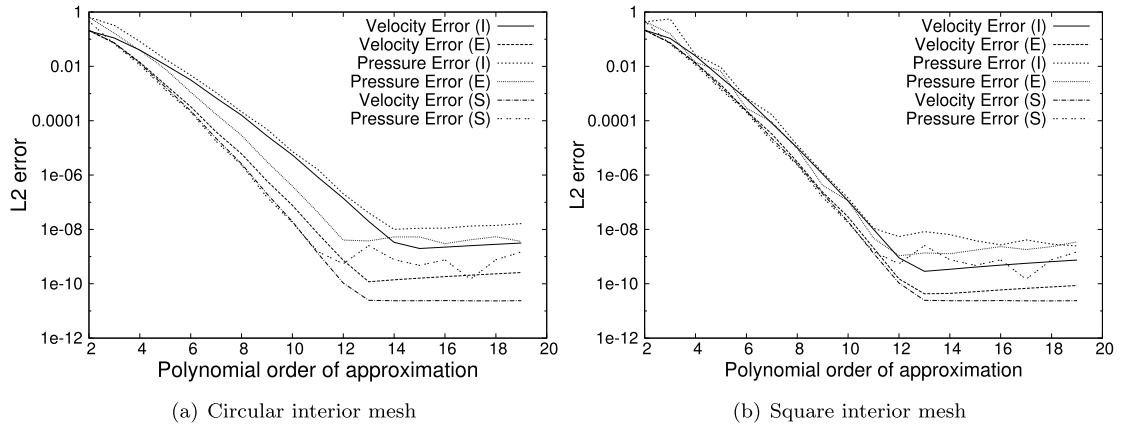 1
0.01
0.0001
1e-06
1e-08
1e-10
1e-12
L2 error
2 4 6 8 10 12 14 16 18 20
Polynomial order of approximation
Velocity Error (I)
Velocity Error (E)
Pressure Error (I)
Pressure Error (E)
Velocity Error (S)
Pressure Error (S)
(a) Circular interior mesh
1
0.01
0.0001
1e-06
1e-08
1e-10
1e-12
L2 error
2 4 6 8 10 12 14 16 18 20
Polynomial order of approximation
Velocity Error (I)
Velocity Error (E)
Pressure Error (I)
Pressure Error (E)
Velocity Error (S)
Pressure Error (S)
(b) Square interior mesh